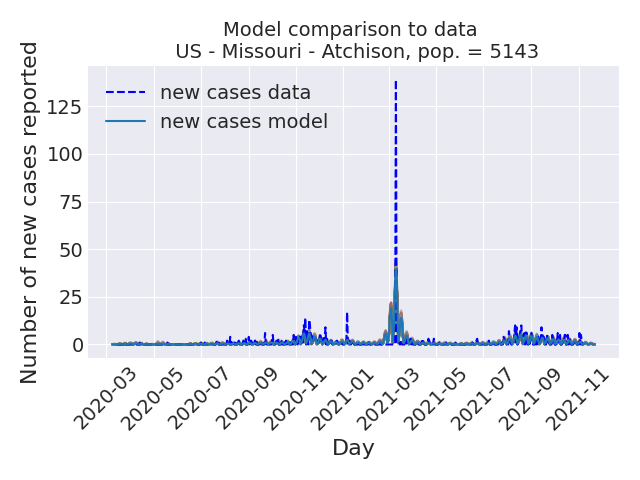 Model comparison to data
US - Missouri - Atchison, pop. = 5143
Number of new cases reported
125
100
75
50
25
0
new cases data
new cases model
2020-03
2020-05
2020-07
2020-09
2020-11
2021-01
2021-03
2021-05
2021-07
2021-09
2021-11
Day